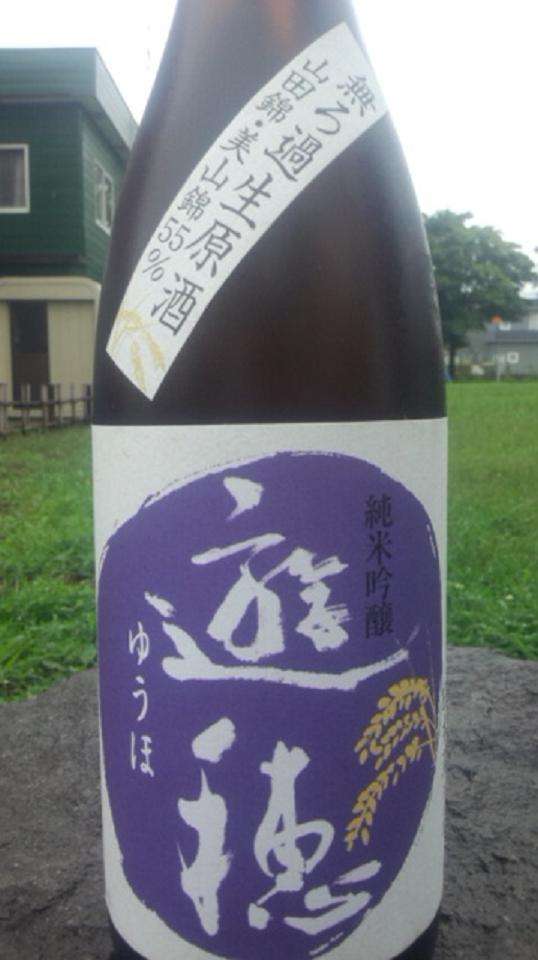 無ろ過生原酒
山田錦・美山錦55%
純米吟醸
遊穂
ゆうほ